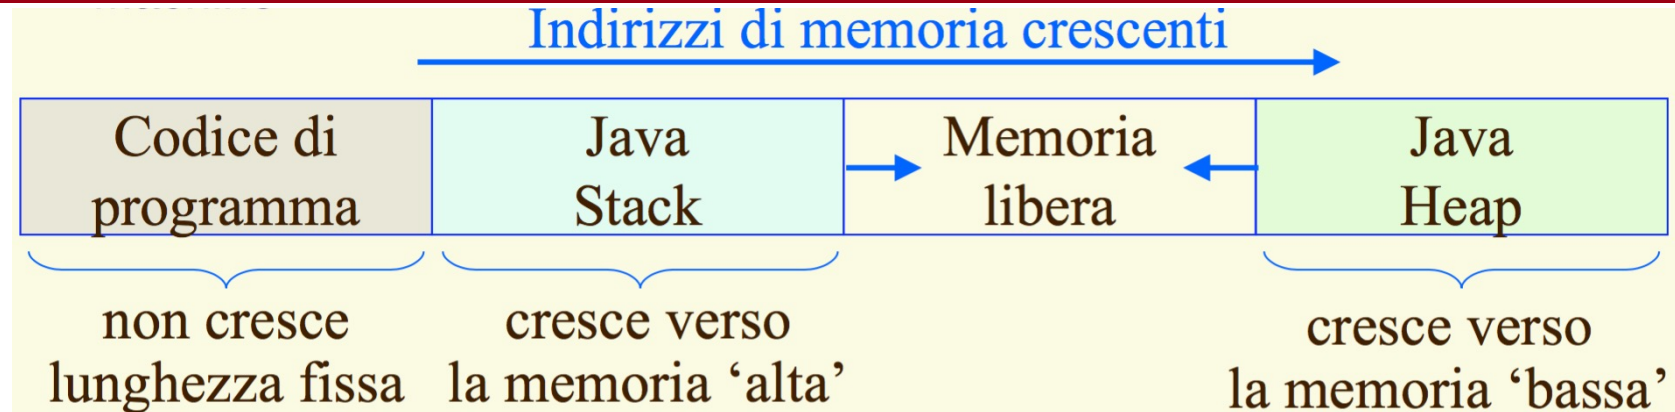 Indirizzi di memoria crescenti
Codice di
programma
Java
Stack
Memoria
libera
Java
Heap
non cresce
lunghezza fissa
cresce verso
la memoria ‘alta’
cresce verso
la memoria ‘bassa’